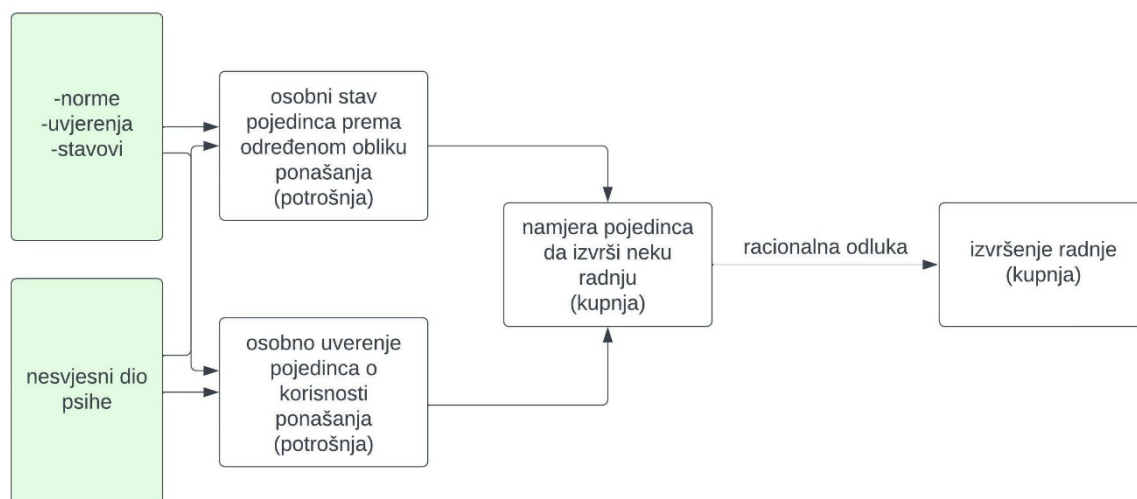 -norme
-uvjerenja
-stavovi
osobni stav
pojedinca prema
određenom obliku
ponašanja
(potrošnja)
namjera pojedinca
da izvrši neku
radnju
(kupnja)
racionalna odluka
izvršenje radnje
(kupnja)
nesvjesni dio
psihe
osobno uverenje
pojedinca o
korisnosti
ponašanja
(potrošnja)